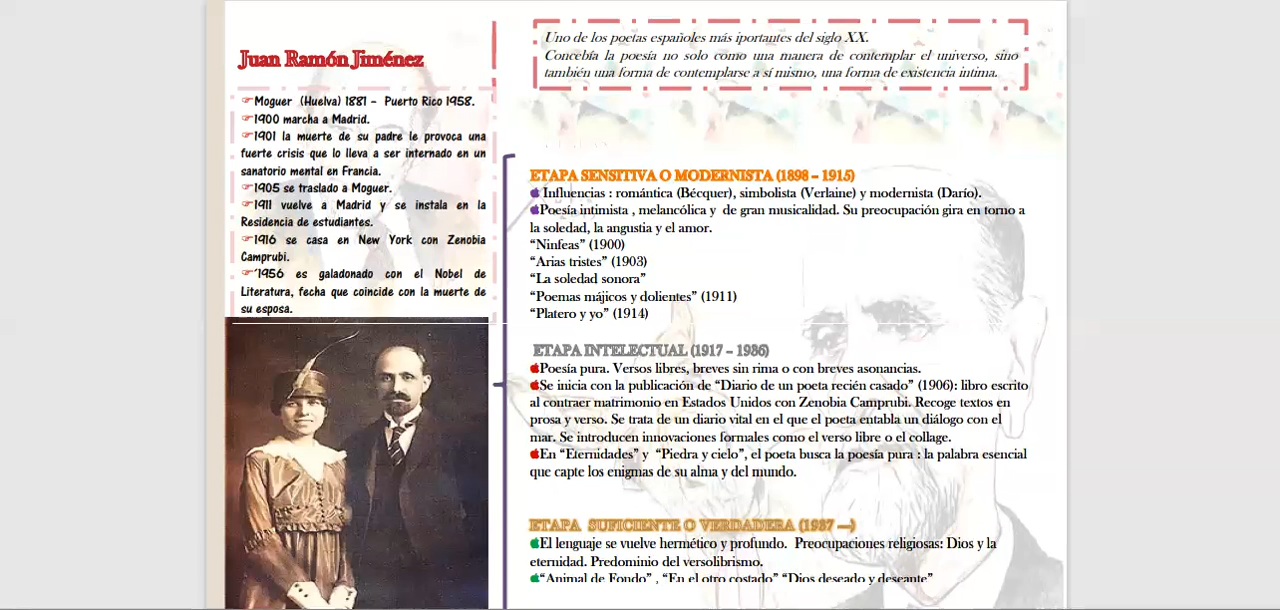 Juan Ramón Jiménez
☞Moguer (Huelva) 1881 – Puerto Rico 1958.
☞1900 marcha a Madrid.
☞1901 la muerte de su padre le provoca una
fuerte crisis que lo lleva a ser internado en un
sanatorio mental en Francia.
☞1905 se traslado a Moguer.
☞1911 vuelve a Madrid y se instala en la
Residencia de estudiantes.
☞1916 se casa en New York con Zenobia
Camprubi.
☞´1956 es galadonado con el Nobel de
Literatura, fecha que coincide con la muerte de
su esposa.
Uno de los poetas españoles más iportantes del siglo XX.
Concebía la poesía no solo como una manera de contemplar el universo, sino
también una forma de contemplarse a sí mismo, una forma de existencia íntima.
ETAPA SENSITIVA O MODERNISTA (1898 – 1915)
Influencias : romántica (Bécquer), simbolista (Verlaine) y modernista (Darío).
Poesía intimista , melancólica y de gran musicalidad. Su preocupación gira en torno a
la soledad, la angustia y el amor.
“Ninfeas” (1900)
“Arias tristes” (1903)
“La soledad sonora”
“Poemas májicos y dolientes” (1911)
“Platero y yo” (1914)
ETAPA INTELECTUAL (1917 – 1936)
Poesía pura. Versos libres, breves sin rima o con breves asonancias.
Se inicia con la publicación de “Diario de un poeta recién casado” (1906): libro escrito
al contraer matrimonio en Estados Unidos con Zenobia Camprubi. Recoge textos en
prosa y verso. Se trata de un diario vital en el que el poeta entabla un diálogo con el
mar. Se introducen innovaciones formales como el verso libre o el collage.
En “Eternidades” y “Piedra y cielo”, el poeta busca la poesía pura : la palabra esencial
que capte los enigmas de su alma y del mundo.
ETAPA SUFICIENTE O VERDADERA (1937 —)
El lenguaje se vuelve hermético y profundo. Preocupaciones religiosas: Dios y la
eternidad. Predominio del versolibrismo.
“Animal de Fondo” , “En el otro costado” “Dios deseado y deseante”